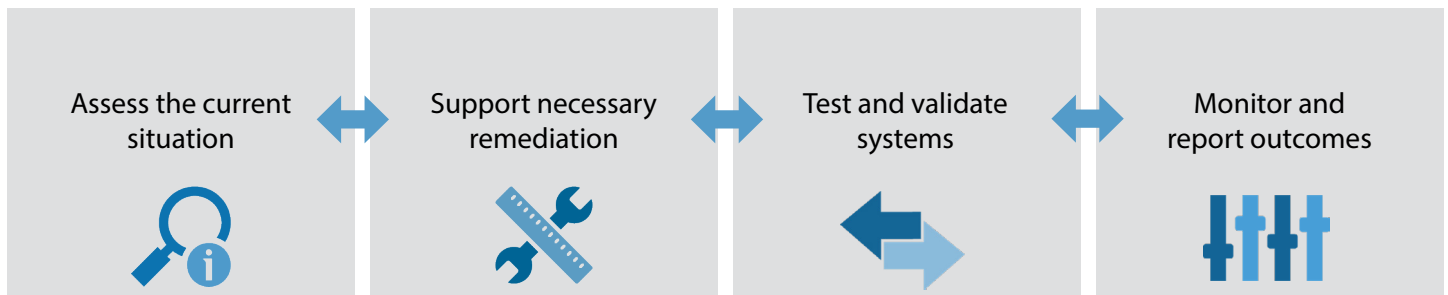 Assess the current
situation
Support necessary
remediation
Test and validate
systems
Monitor and
report outcomes
i